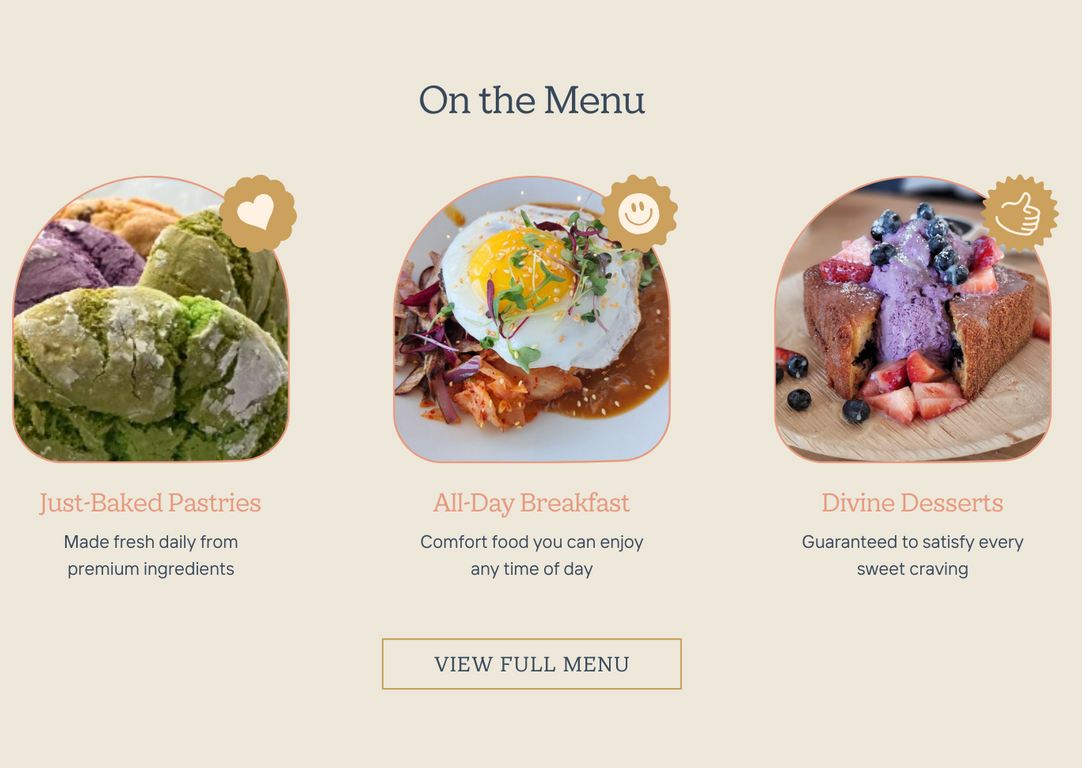 On the Menu
Just-Baked Pastries
Made fresh daily from
premium ingredients
All-Day Breakfast
Comfort food you can enjoy
any time of day
Divine Desserts
Guaranteed to satisfy every
sweet craving
VIEW FULL MENU